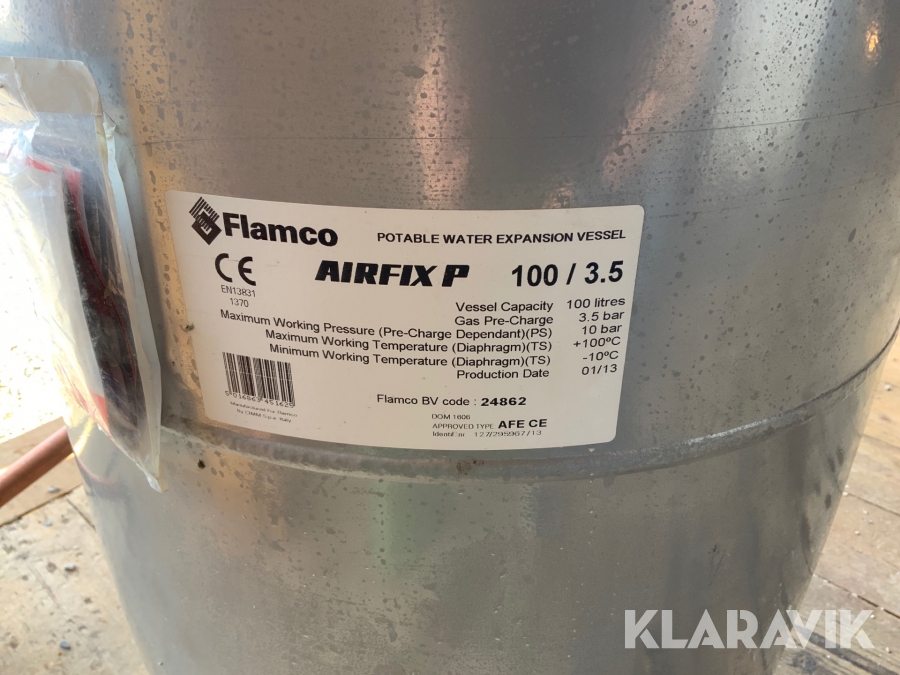 Flamco
POTABLE WATER EXPANSION VESSEL
CE
AIRFIX P 100 / 3.5
EN13831
1370
Vessel Capacity 100 litres
Gas Pre-Charge 3.5 bar
Maximum Working Pressure (Pre-Charge Dependant)(PS) 10 bar
Maximum Working Temperature (Diaphragm)(TS) +100ºC
Minimum Working Temperature (Diaphragm)(TS) -10ºC
Production Date 01/13
Flamco BV code : 24862
Manufactured For Flamco
DOM 1606
APPROVED TYPE AFE CE
KLARAVIK